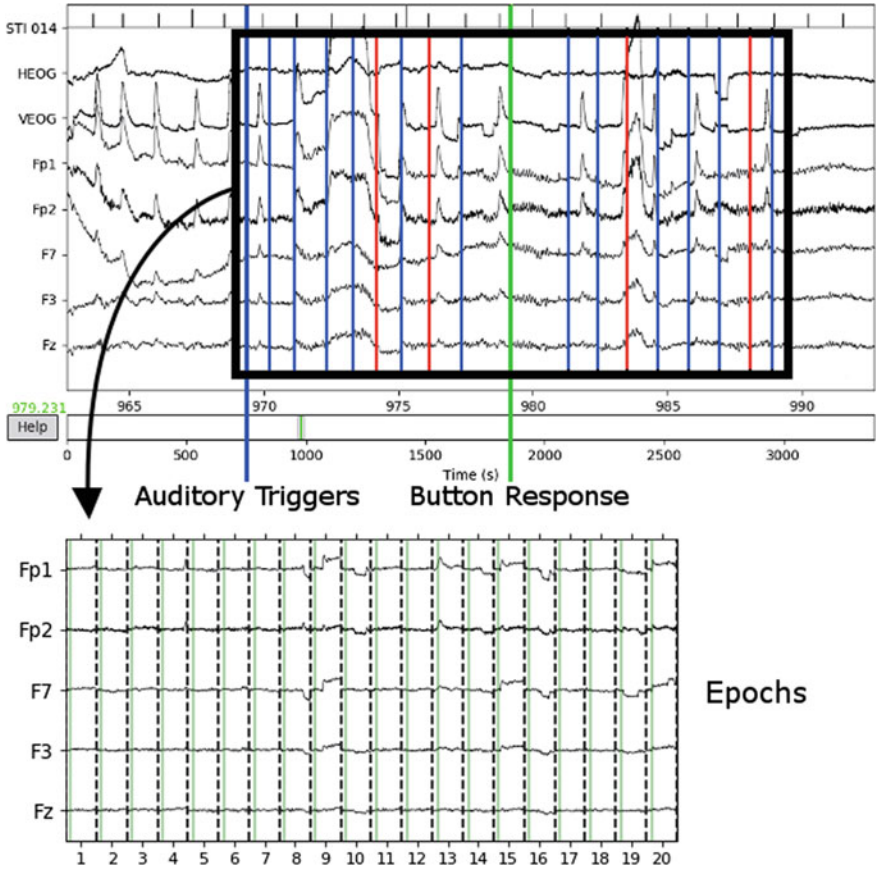 STI 014
HEOG
VEOG
Fp1
Fp2
F7
F3
Fz
965 970 975 980 985 990
979.231
Help
0 500 1000 1500 2000 2500 3000
Time (s)
Auditory Triggers Button Response
Fp1
Fp2
F7
F3
Fz
Epochs
1 2 3 4 5 6 7 8 9 10 11 12 13 14 15 16 17 18 19 20